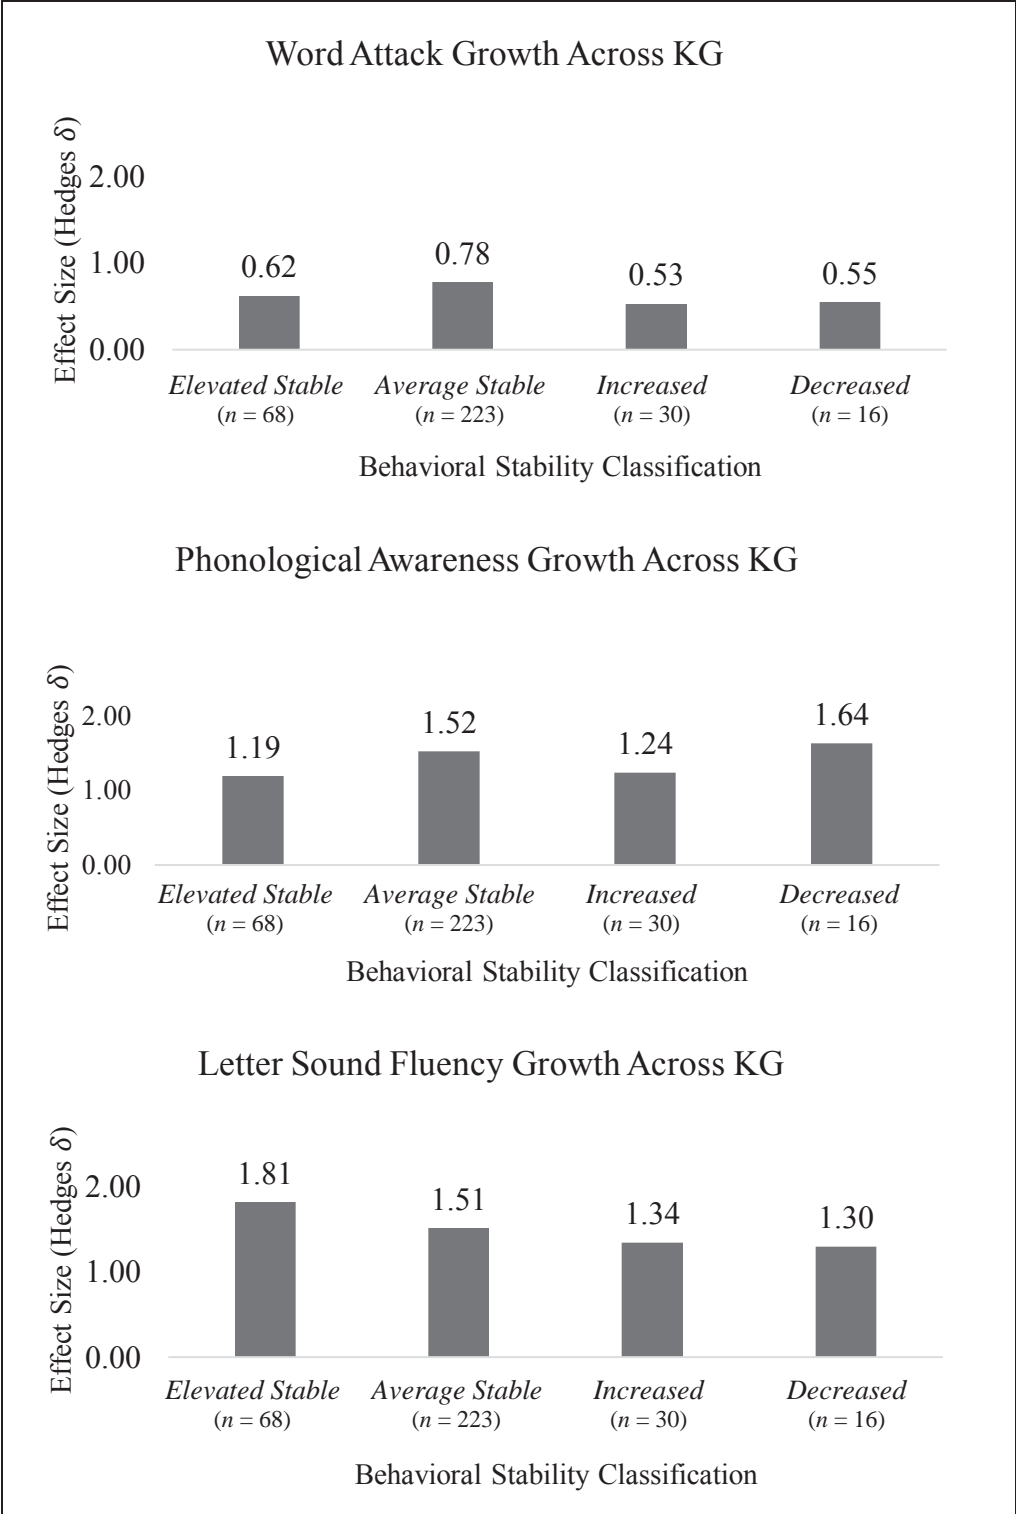 Word Attack Growth Across KG
Effect Size (Hedges δ)
2.00
1.00
0.00
0.62
0.78
0.53
0.55
Elevated Stable Average Stable Increased Decreased
(n = 68) (n = 223) (n = 30) (n = 16)
Behavioral Stability Classification
Phonological Awareness Growth Across KG
Effect Size (Hedges δ)
2.00
1.00
0.00
1.19
1.52
1.24
1.64
Elevated Stable Average Stable Increased Decreased
(n = 68) (n = 223) (n = 30) (n = 16)
Behavioral Stability Classification
Letter Sound Fluency Growth Across KG
Effect Size (Hedges δ)
2.00
1.00
0.00
1.81
1.51
1.34
1.30
Elevated Stable Average Stable Increased Decreased
(n = 68) (n = 223) (n = 30) (n = 16)
Behavioral Stability Classification